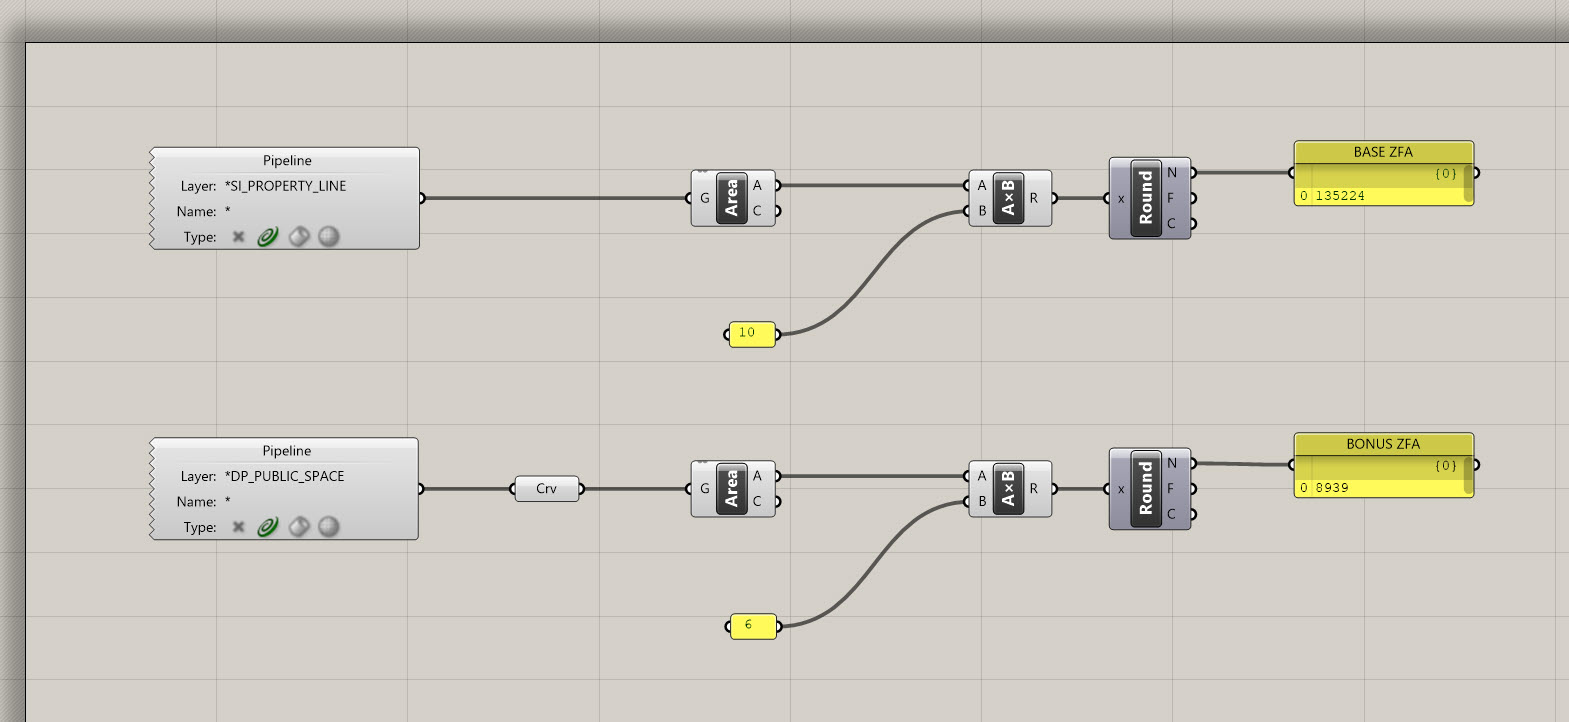 Pipeline
Layer: *SI_PROPERTY_LINE
Name: *
Type:
G Area A C
A B A×B R
x Round N F C
BASE ZFA
{0}
0 135224
10
Pipeline
Layer: *DP_PUBLIC_SPACE
Name: *
Type:
Crv
G Area A C
A B A×B R
x Round N F C
BONUS ZFA
{0}
0 8939
6